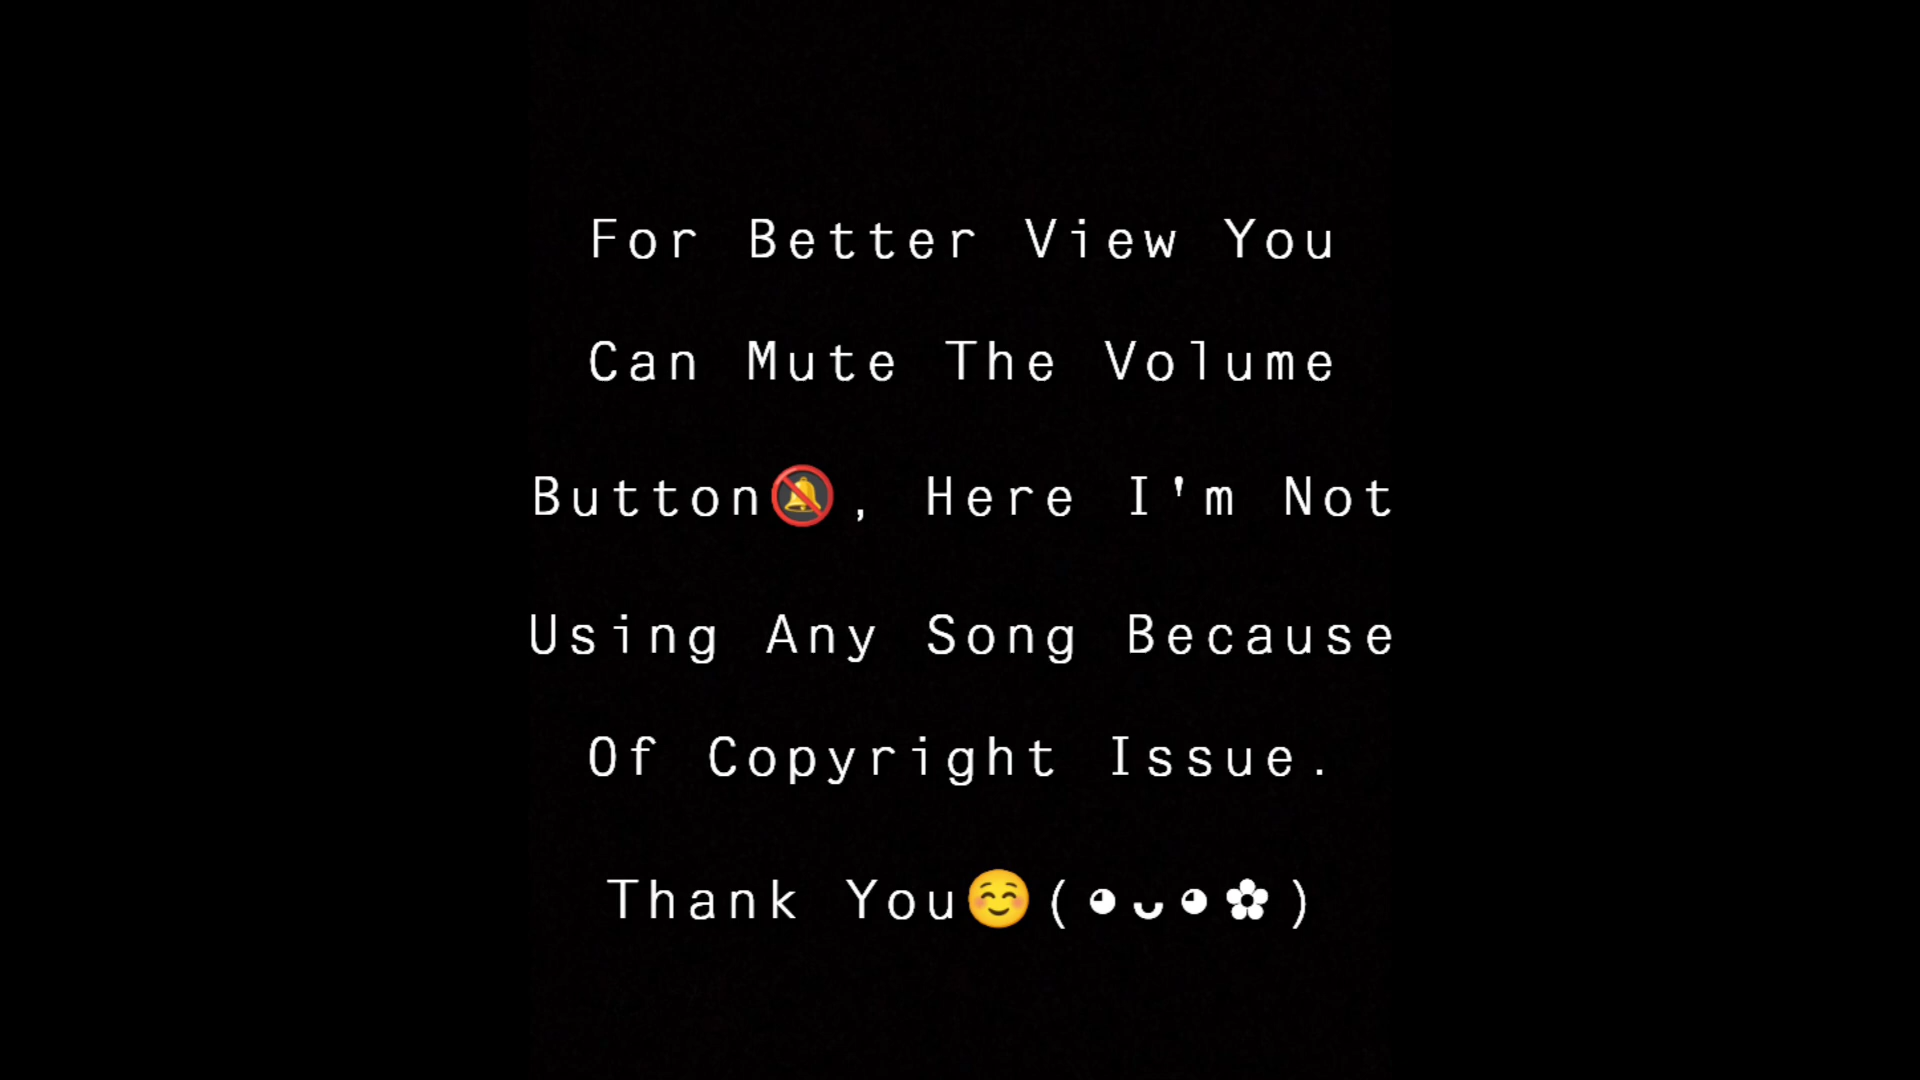 For Better View You
Can Mute The Volume
Button🔕, Here I'm Not
Using Any Song Because
Of Copyright Issue.
Thank You☺️(◕ᴗ◕✿)